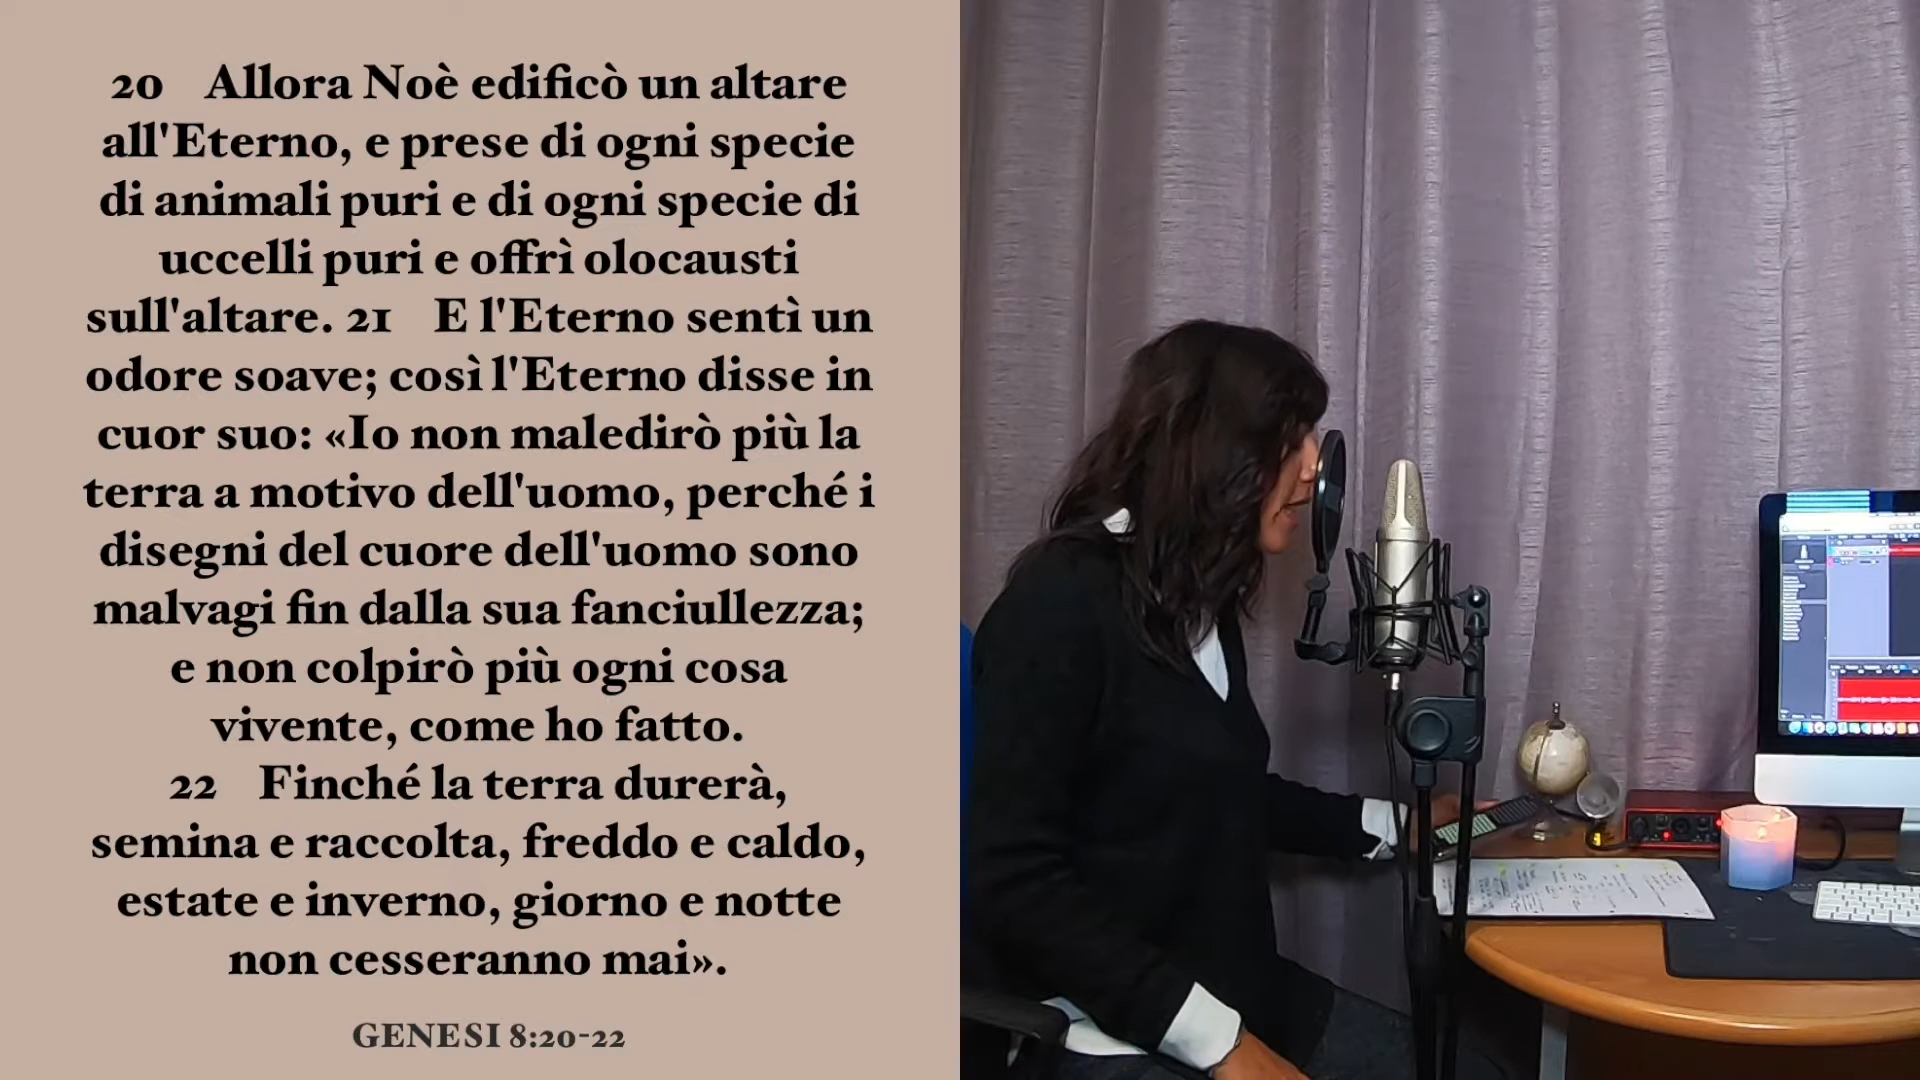 20 Allora Noè edificò un altare
all'Eterno, e prese di ogni specie
di animali puri e di ogni specie di
uccelli puri e offrì olocausti
sull'altare. 21 E l'Eterno sentì un
odore soave; così l'Eterno disse in
cuor suo: «Io non maledirò più la
terra a motivo dell'uomo, perché i
disegni del cuore dell'uomo sono
malvagi fin dalla sua fanciullezza;
e non colpirò più ogni cosa
vivente, come ho fatto.
22 Finché la terra durerà,
semina e raccolta, freddo e caldo,
estate e inverno, giorno e notte
non cesseranno mai».
GENESI 8:20-22